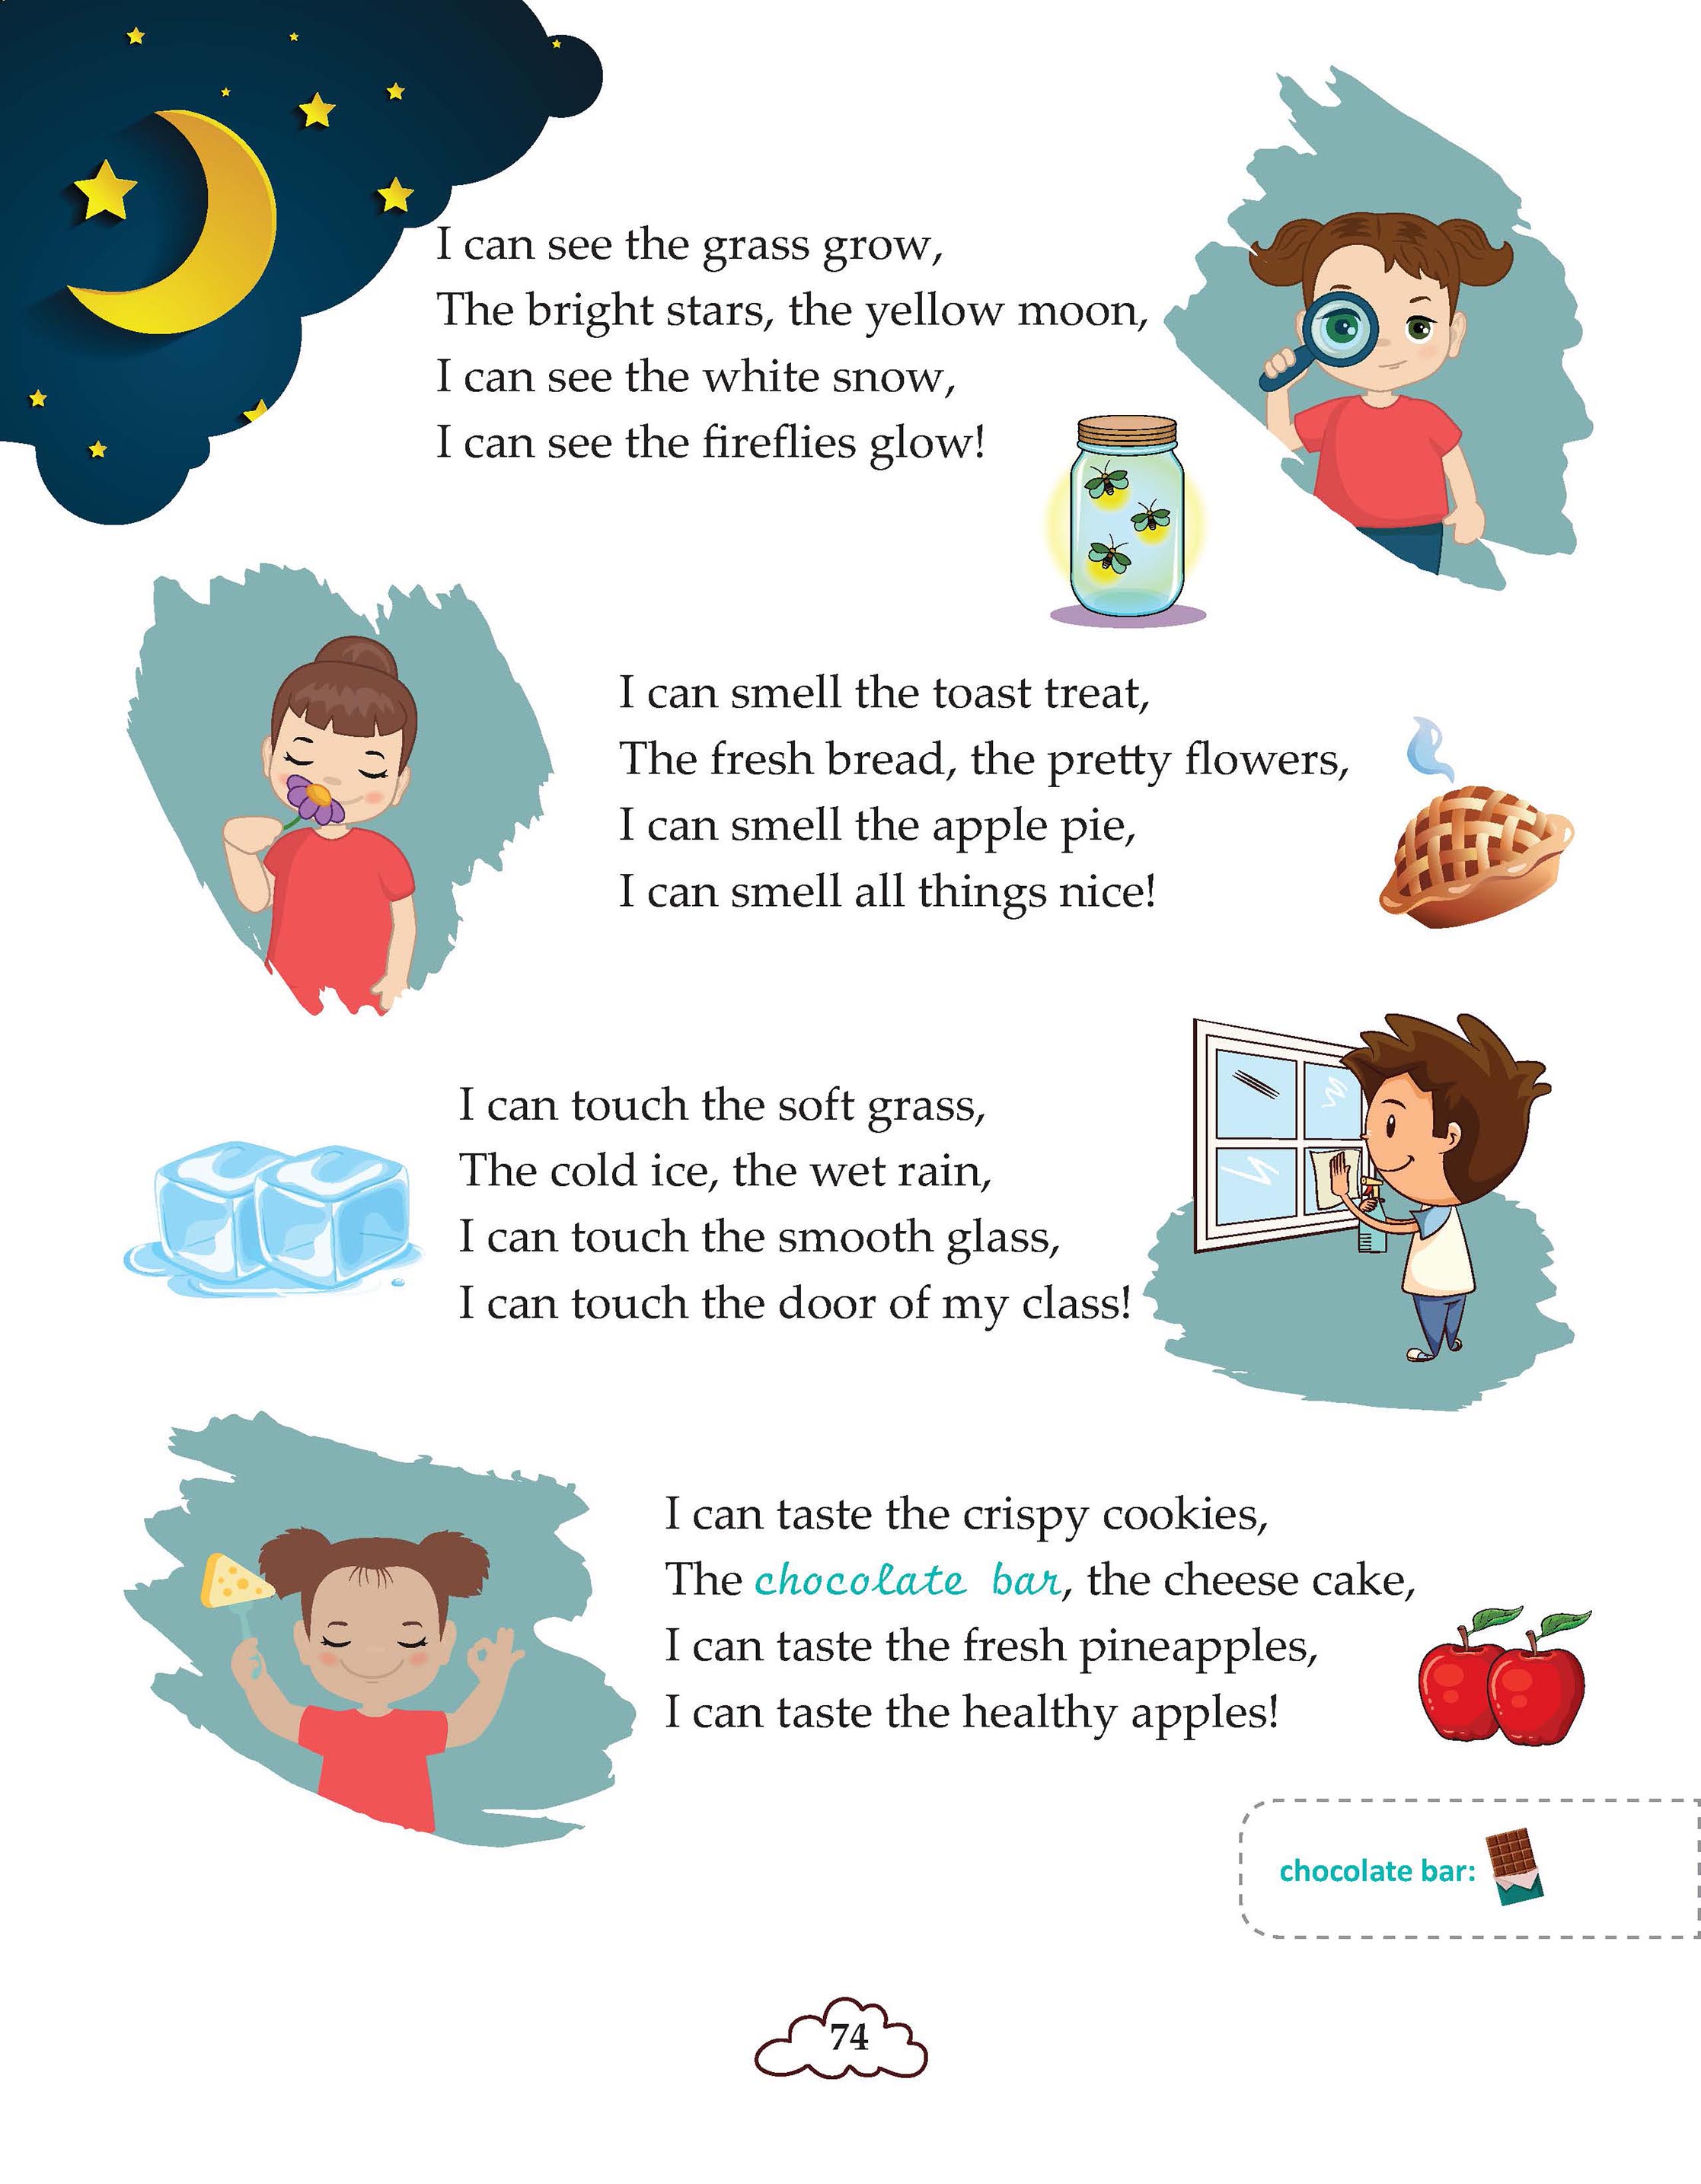 I can see the grass grow,
The bright stars, the yellow moon,
I can see the white snow,
I can see the fireflies glow!
I can smell the toast treat,
The fresh bread, the pretty flowers,
I can smell the apple pie,
I can smell all things nice!
I can touch the soft grass,
The cold ice, the wet rain,
I can touch the smooth glass,
I can touch the door of my class!
I can taste the crispy cookies,
The chocolate bar, the cheese cake,
I can taste the fresh pineapples,
I can taste the healthy apples!
chocolate bar:
74